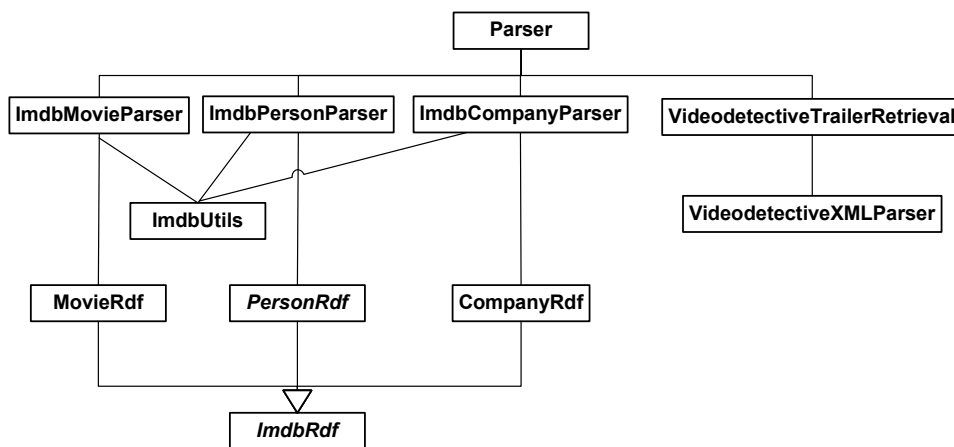 Parser
ImdbMovieParser
ImdbPersonParser
ImdbCompanyParser
VideodetectiveTrailerRetrieval
ImdbUtils
VideodetectiveXMLParser
MovieRdf
PersonRdf
CompanyRdf
ImdbRdf